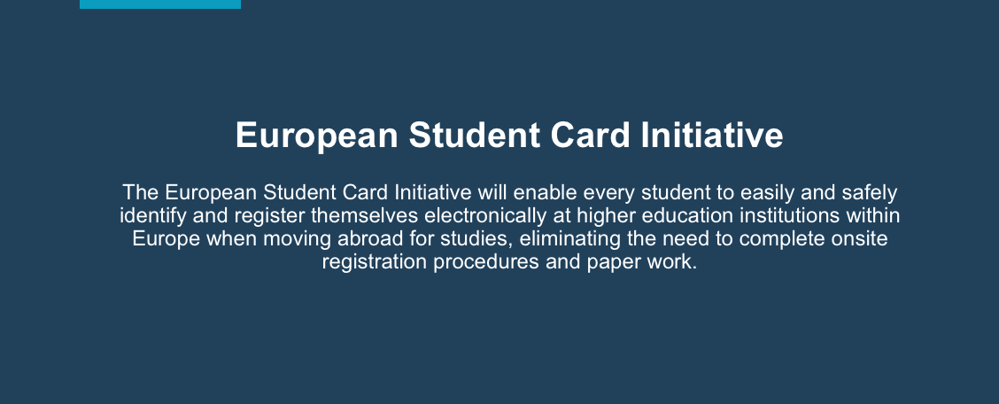 European Student Card Initiative
The European Student Card Initiative will enable every student to easily and safely
identify and register themselves electronically at higher education institutions within
Europe when moving abroad for studies, eliminating the need to complete onsite
registration procedures and paper work.